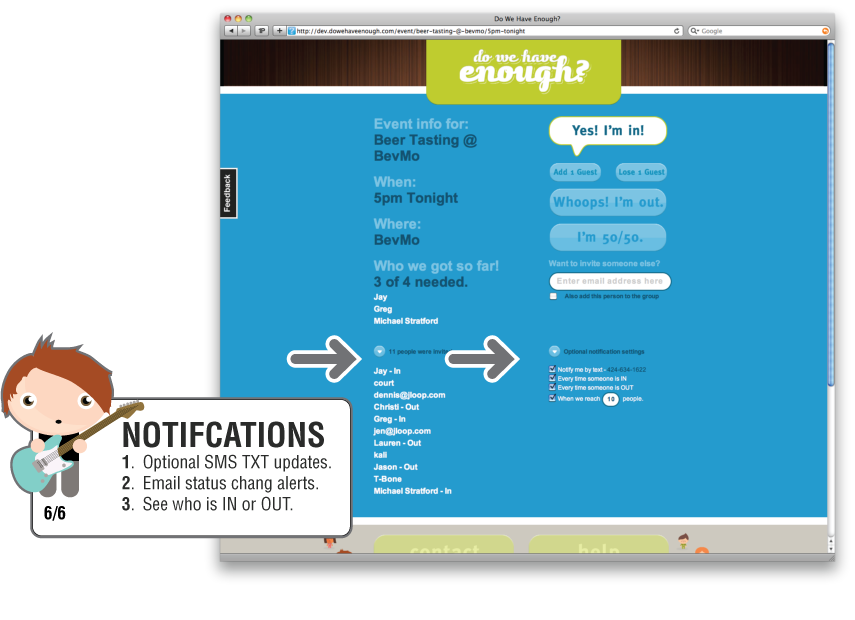 Do We Have Enough?
http://dev.dowehaveenough.com/event/beer-tasting-@-bevmo/5pm-tonight
Google
do we have
enough?
Feedback
Event info for:
Beer Tasting @
BevMo
When:
5pm Tonight
Where:
BevMo
Who we got so far!
3 of 4 needed.
Jay
Greg
Michael Stratford
11 people were invite
Jay - In
court
dennis@jloop.com
Christi - Out
Greg - In
jen@jloop.com
Lauren - Out
kali
Jason - Out
T-Bone
Michael Stratford - In
Yes! I'm in!
Add 1 Guest
Lose 1 Guest
Whoops! I'm out.
I'm 50/50.
Want to invite someone else?
Enter email address here
Also add this person to the group
Optional notification settings
Notify me by text - 424-634-1622
Every time someone is IN
Every time someone is OUT
When we reach 10 people.
contact
help
NOTIFCATIONS
1. Optional SMS TXT updates.
2. Email status chang alerts.
3. See who is IN or OUT.
6/6